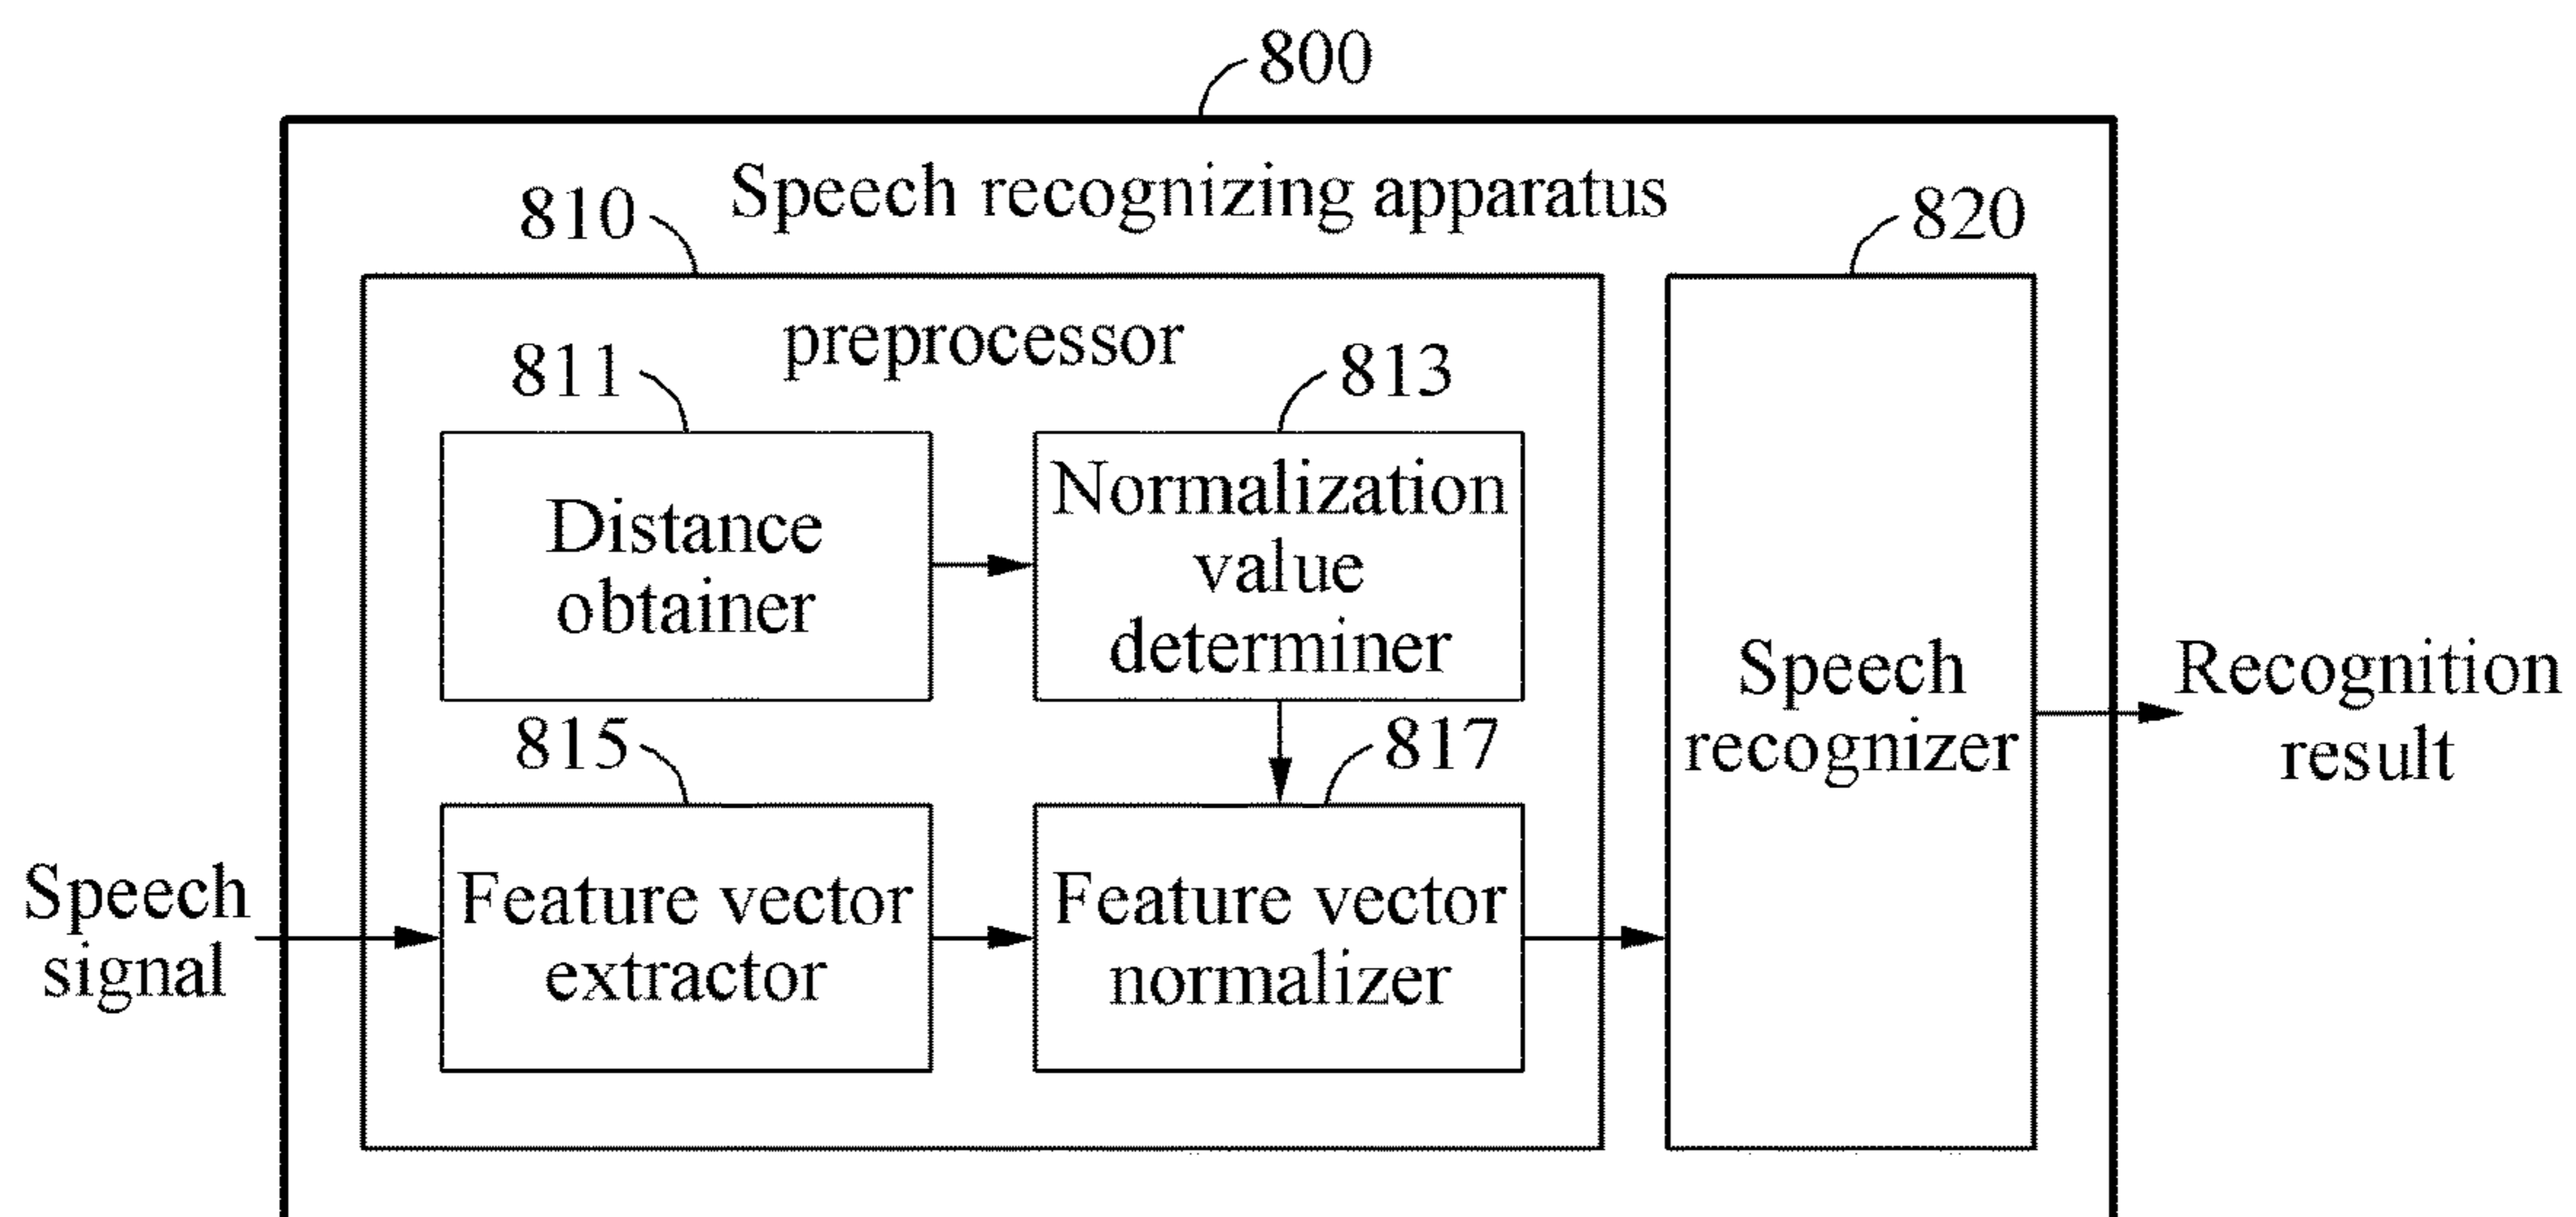 800
Speech recognizing apparatus
810
820
preprocessor
811
813
Distance
obtainer
Normalization
value
determiner
815
817
Speech
signal
Feature vector
extractor
Feature vector
normalizer
Speech
recognizer
Recognition
result